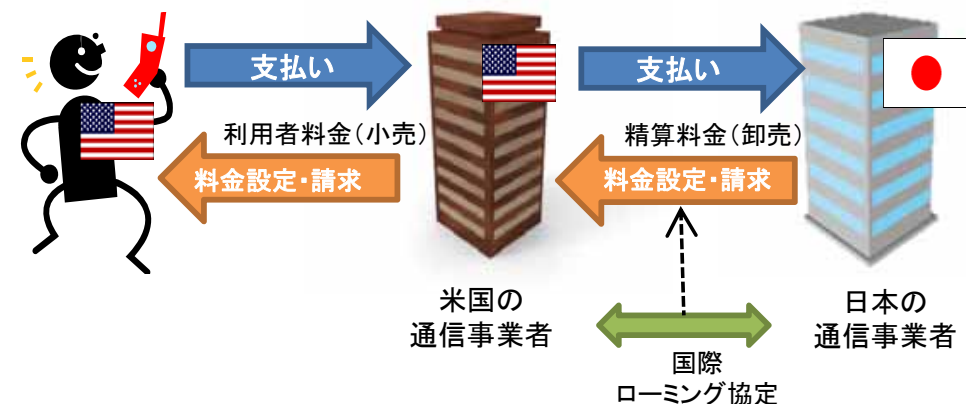 支払い
支払い
利用者料金(小売)
精算料金(卸売)
料金設定・請求
料金設定・請求
米国の
通信事業者
日本の
通信事業者
国際
ローミング協定